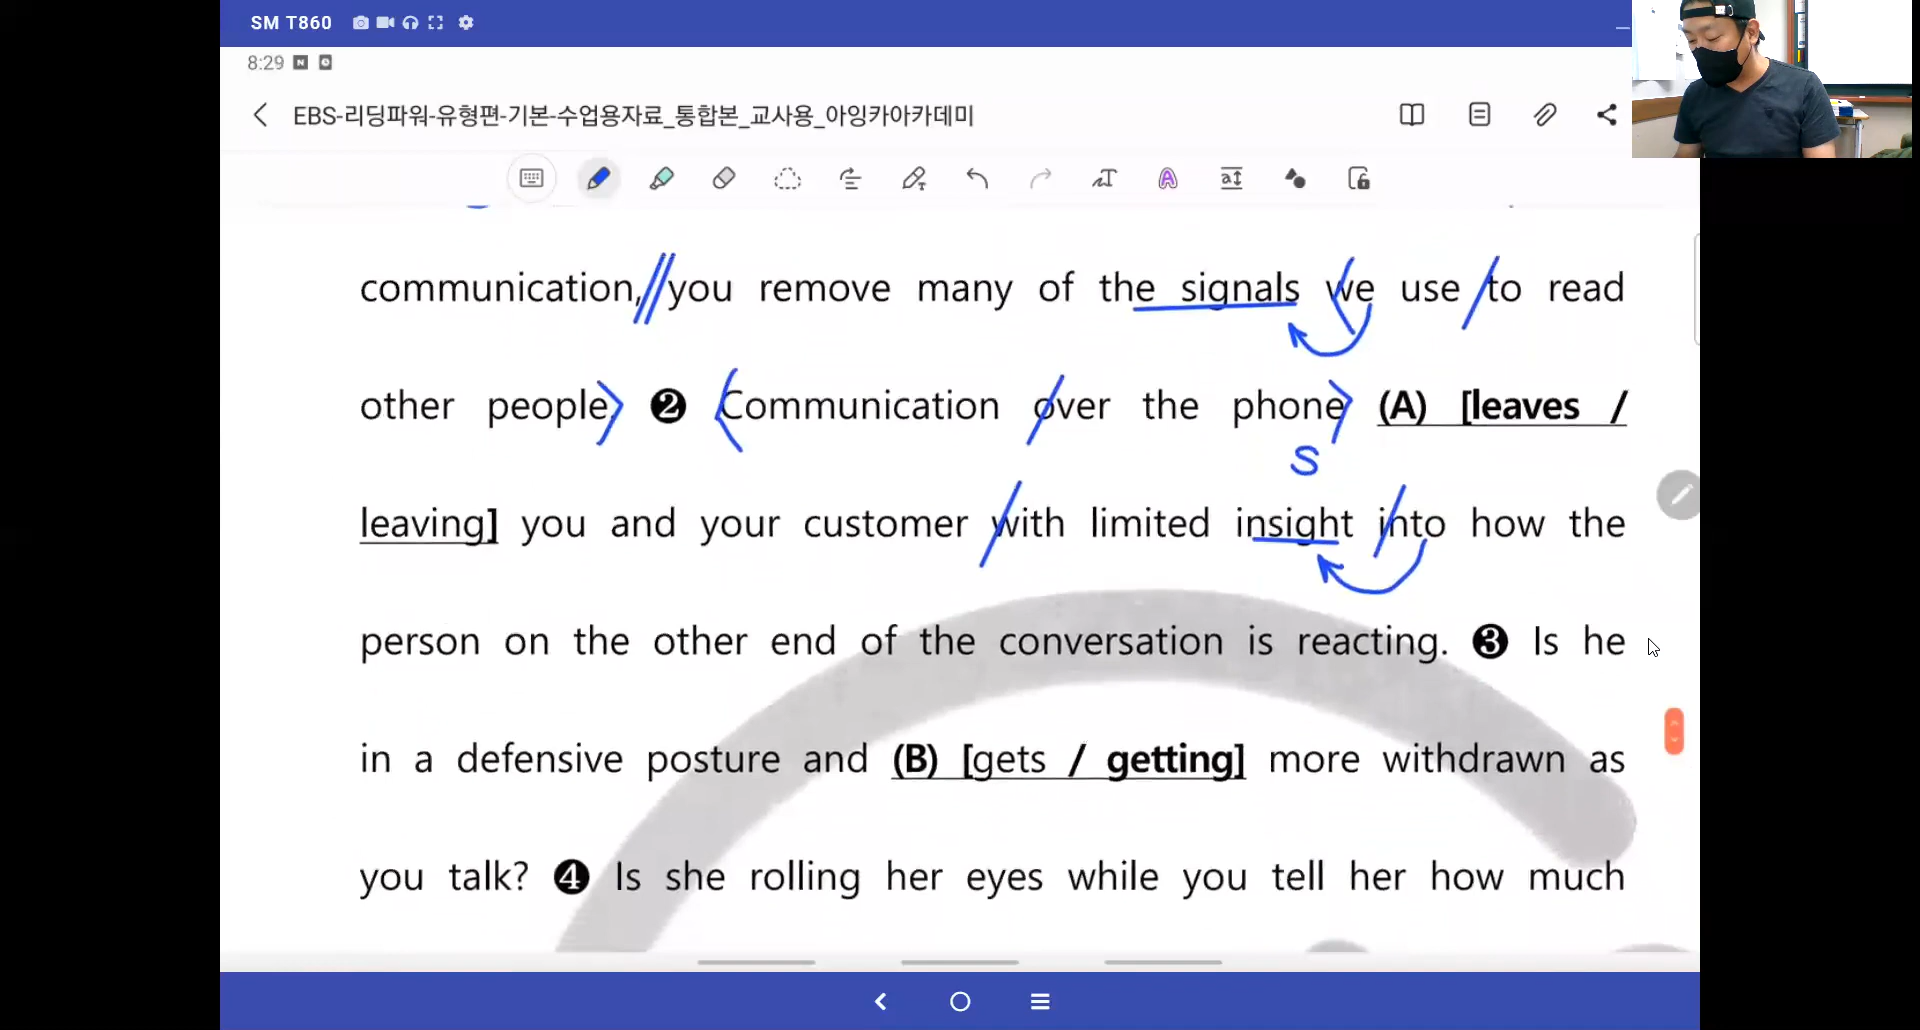 SM T860
8:29
EBS-리딩파워-유형편-기본-수업용자료_통합본_교사용_아잉카아카데미
communication, you remove many of the signals we use to read
other people. ❷ Communication over the phone (A) [leaves /
S
leaving] you and your customer with limited insight into how the
person on the other end of the conversation is reacting. ❸ Is he
in a defensive posture and (B) [gets / getting] more withdrawn as
you talk? ❹ Is she rolling her eyes while you tell her how much